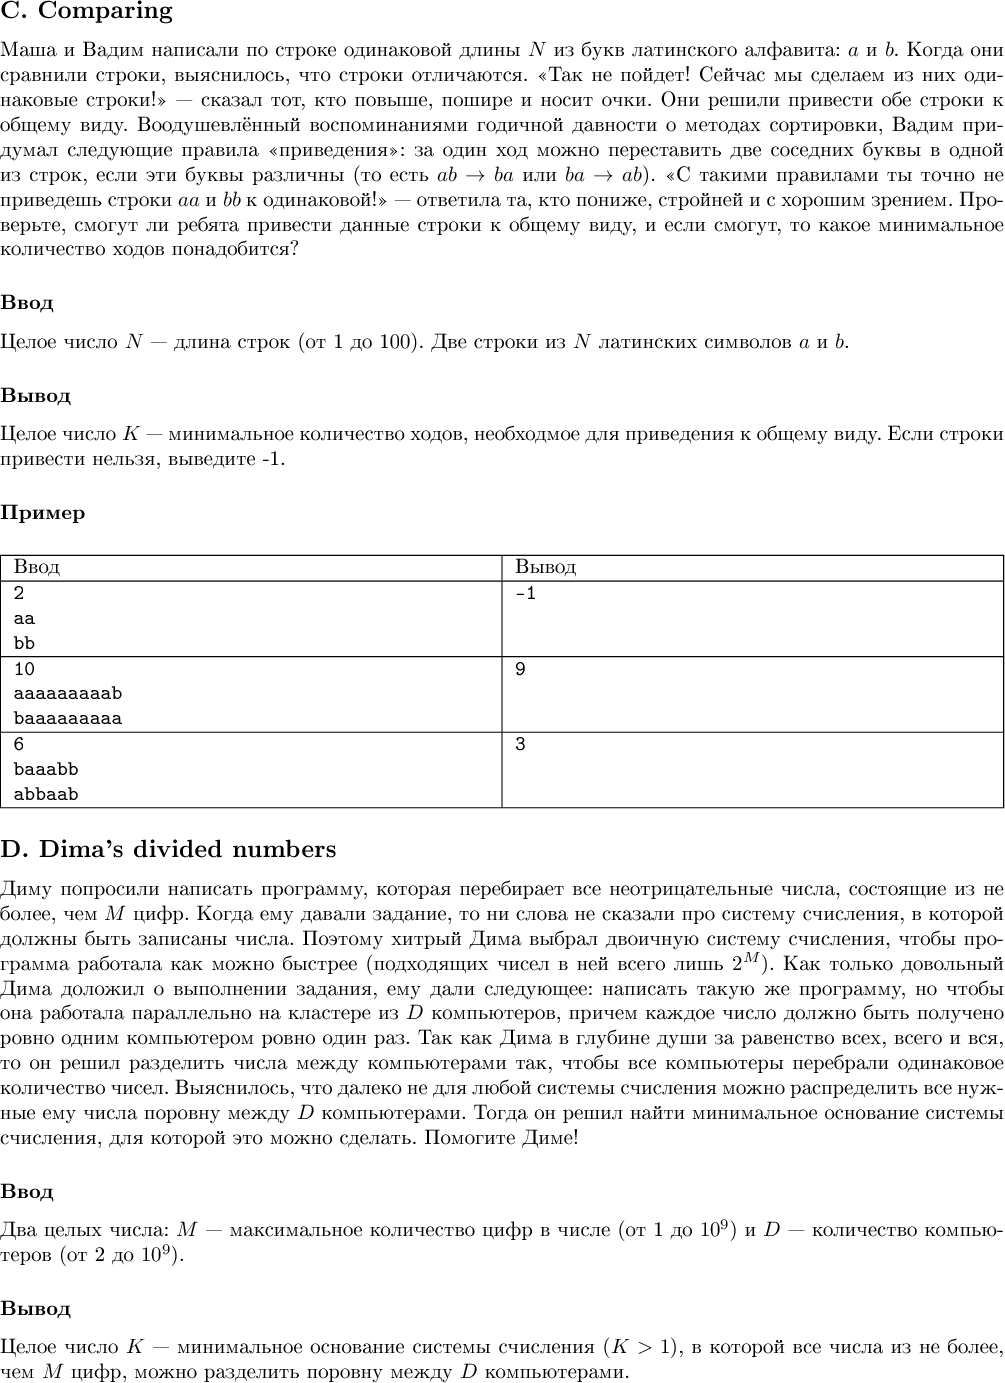 C. Comparing
Маша и Вадим написали по строке одинаковой длины N из букв латинского алфавита: a и b. Когда они
сравнили строки, выяснилось, что строки отличаются. «Так не пойдет! Сейчас мы сделаем из них оди-
наковые строки!» — сказал тот, кто повыше, пошире и носит очки. Они решили привести обе строки к
общему виду. Воодушевлённый воспоминаниями годичной давности о методах сортировки, Вадим при-
думал следующие правила «приведения»: за один ход можно переставить две соседних буквы в одной
из строк, если эти буквы различны (то есть ab → ba или ba → ab). «С такими правилами ты точно не
приведешь строки aa и bb к одинаковой!» — ответила та, кто пониже, стройней и с хорошим зрением. Про-
верьте, смогут ли ребята привести данные строки к общему виду, и если смогут, то какое минимальное
количество ходов понадобится?
Ввод
Целое число N — длина строк (от 1 до 100). Две строки из N латинских символов a и b.
Вывод
Целое число K — минимальное количество ходов, необходмое для приведения к общему виду. Если строки
привести нельзя, выведите -1.
Пример
Ввод Вывод
2 -1
aa
bb
10 9
aaaaaaaaab
baaaaaaaaa
6 3
baaabb
abbaab
D. Dima's divided numbers
Диму попросили написать программу, которая перебирает все неотрицательные числа, состоящие из не
более, чем M цифр. Когда ему давали задание, то ни слова не сказали про систему счисления, в которой
должны быть записаны числа. Поэтому хитрый Дима выбрал двоичную систему счисления, чтобы про-
грамма работала как можно быстрее (подходящих чисел в ней всего лишь 2^M). Как только довольный
Дима доложил о выполнении задания, ему дали следующее: написать такую же программу, но чтобы
она работала параллельно на кластере из D компьютеров, причем каждое число должно быть получено
ровно одним компьютером ровно один раз. Так как Дима в глубине души за равенство всех, всего и вся,
то он решил разделить числа между компьютерами так, чтобы все компьютеры перебрали одинаковое
количество чисел. Выяснилось, что далеко не для любой системы счисления можно распределить все нуж-
ные ему числа поровну между D компьютерами. Тогда он решил найти минимальное основание системы
счисления, для которой это можно сделать. Помогите Диме!
Ввод
Два целых числа: M — максимальное количество цифр в числе (от 1 до 10^9) и D — количество компью-
теров (от 2 до 10^9).
Вывод
Целое число K — минимальное основание системы счисления (K > 1), в которой все числа из не более,
чем M цифр, можно разделить поровну между D компьютерами.